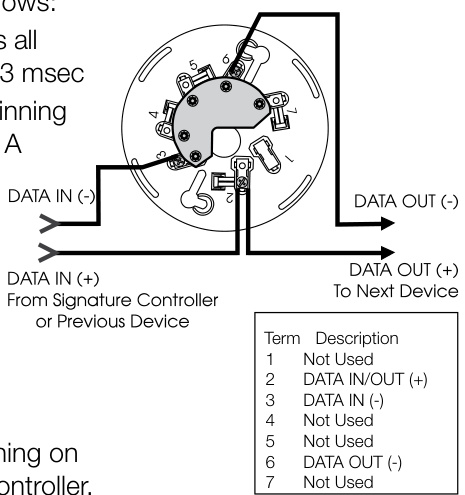 ows:
s all
3 msec
inning
A
5
6
4
7
3
1
2
DATA IN (-)
DATA OUT (-)
DATA IN (+)
From Signature Controller
or Previous Device
DATA OUT (+)
To Next Device
Term Description
1 Not Used
2 DATA IN/OUT (+)
3 DATA IN (-)
4 Not Used
5 Not Used
6 DATA OUT (-)
7 Not Used
ning on
ontroller.